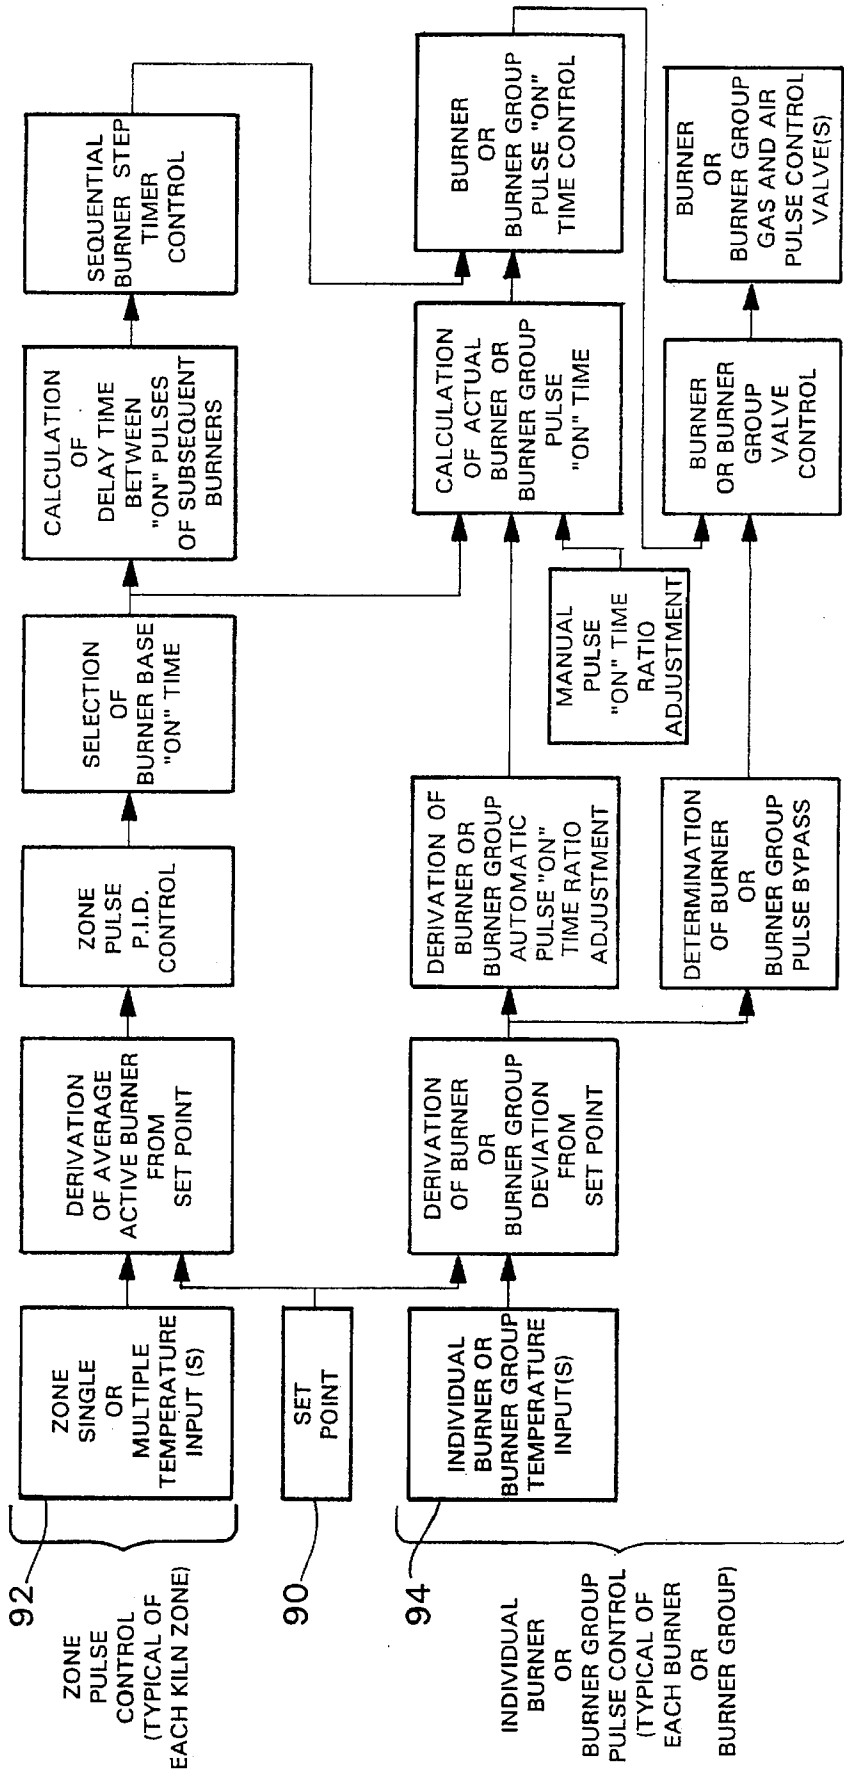 92
ZONE
PULSE
CONTROL
(TYPICAL OF
EACH KILN ZONE)
ZONE
SINGLE
OR
MULTIPLE
TEMPERATURE
INPUT (S)
DERIVATION
OF AVERAGE
ACTIVE BURNER
FROM
SET POINT
ZONE
PULSE
P.I.D.
CONTROL
SELECTION
OF
BURNER BASE
"ON" TIME
CALCULATION
OF
DELAY TIME
BETWEEN
"ON" PULSES
OF SUBSEQUENT
BURNERS
SEQUENTIAL
BURNER STEP
TIMER
CONTROL
90
SET
POINT
94
INDIVIDUAL
BURNER
OR
BURNER GROUP
PULSE CONTROL
(TYPICAL OF
EACH BURNER
OR
BURNER GROUP)
INDIVIDUAL
BURNER OR
BURNER GROUP
TEMPERATURE
INPUT(S)
DERIVATION
OF BURNER
OR
BURNER GROUP
DEVIATION
FROM
SET POINT
DERIVATION OF
BURNER OR
BURNER GROUP
AUTOMATIC
PULSE "ON"
TIME RATIO
ADJUSTMENT
CALCULATION
OF ACTUAL
BURNER OR
BURNER GROUP
PULSE
"ON" TIME
BURNER
OR
BURNER GROUP
PULSE "ON"
TIME CONTROL
MANUAL
PULSE
"ON" TIME
RATIO
ADJUSTMENT
DETERMINATION
OF BURNER
OR
BURNER GROUP
PULSE BYPASS
BURNER
OR BURNER
GROUP
VALVE
CONTROL
BURNER
OR
BURNER GROUP
GAS AND AIR
PULSE CONTROL
VALVE(S)